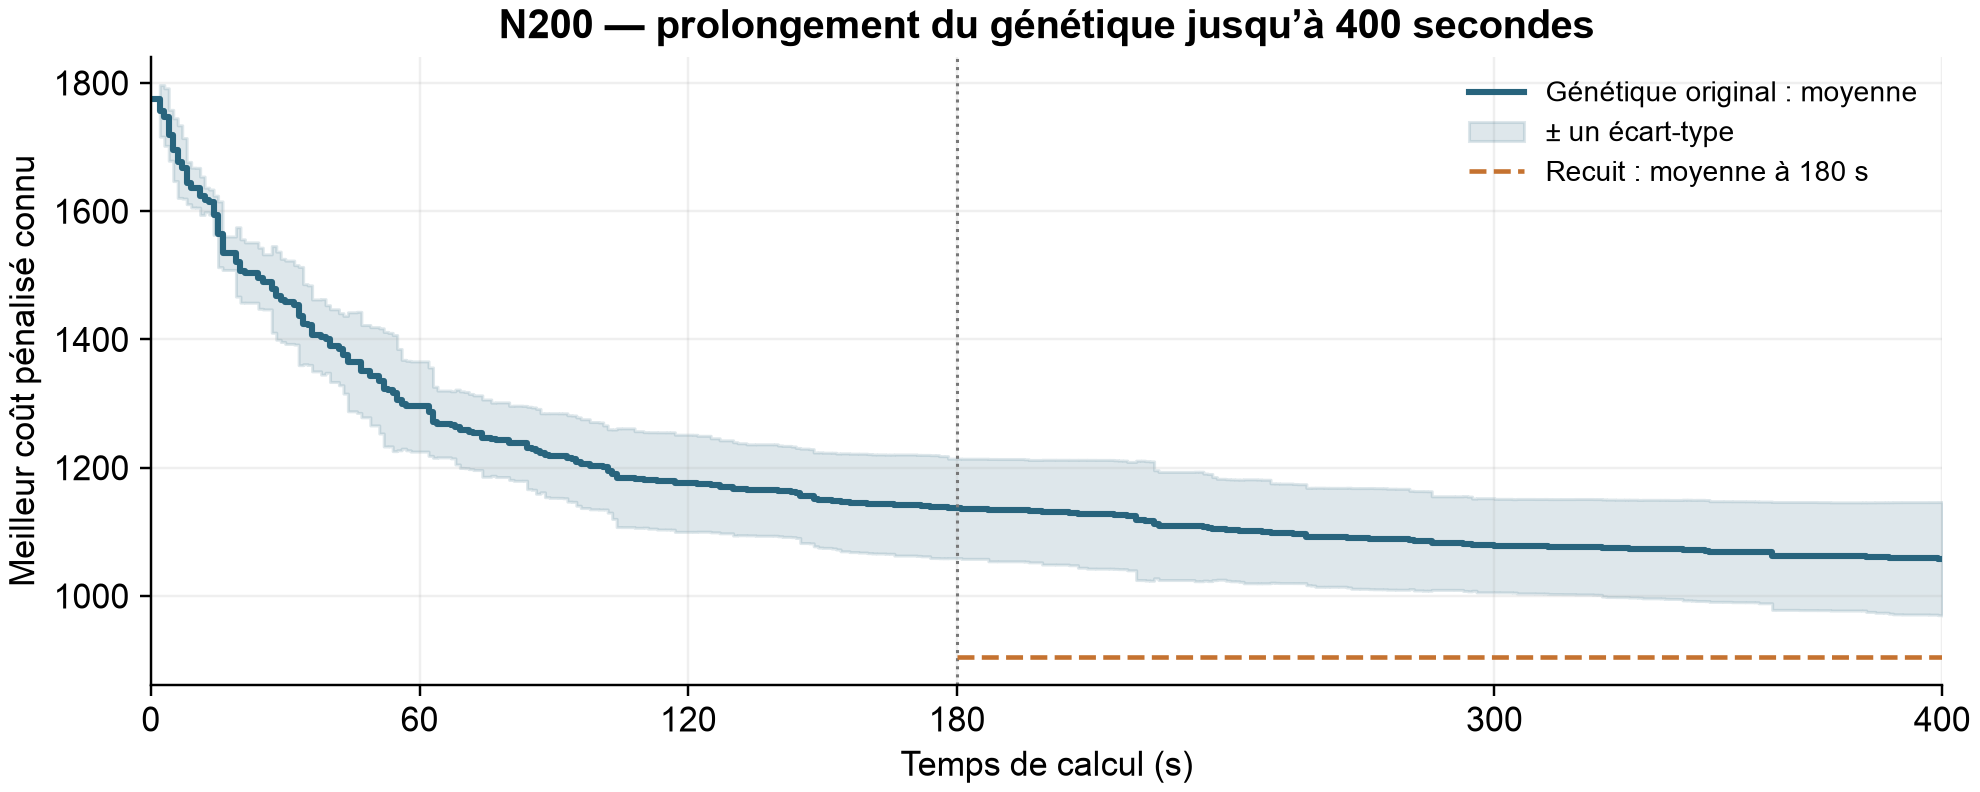 N200 — prolongement du génétique jusqu’à 400 secondes
Génétique original : moyenne
± un écart-type
Recuit : moyenne à 180 s
Meilleur coût pénalisé connu
1800
1600
1400
1200
1000
0 60 120 180 300 400
Temps de calcul (s)